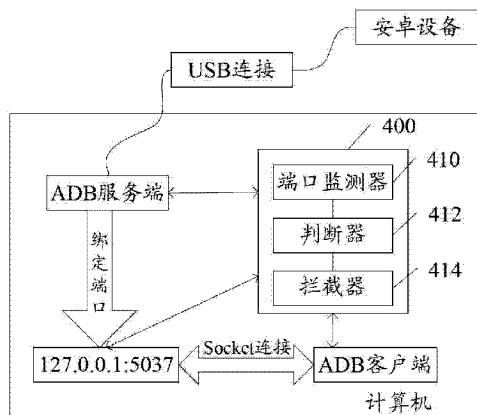 安卓设备
USB连接
400
端口监测器
410
ADB服务端
判断器
412
绑定端口
拦截器
414
127.0.0.1:5037
Socket连接
ADB客户端
计算机